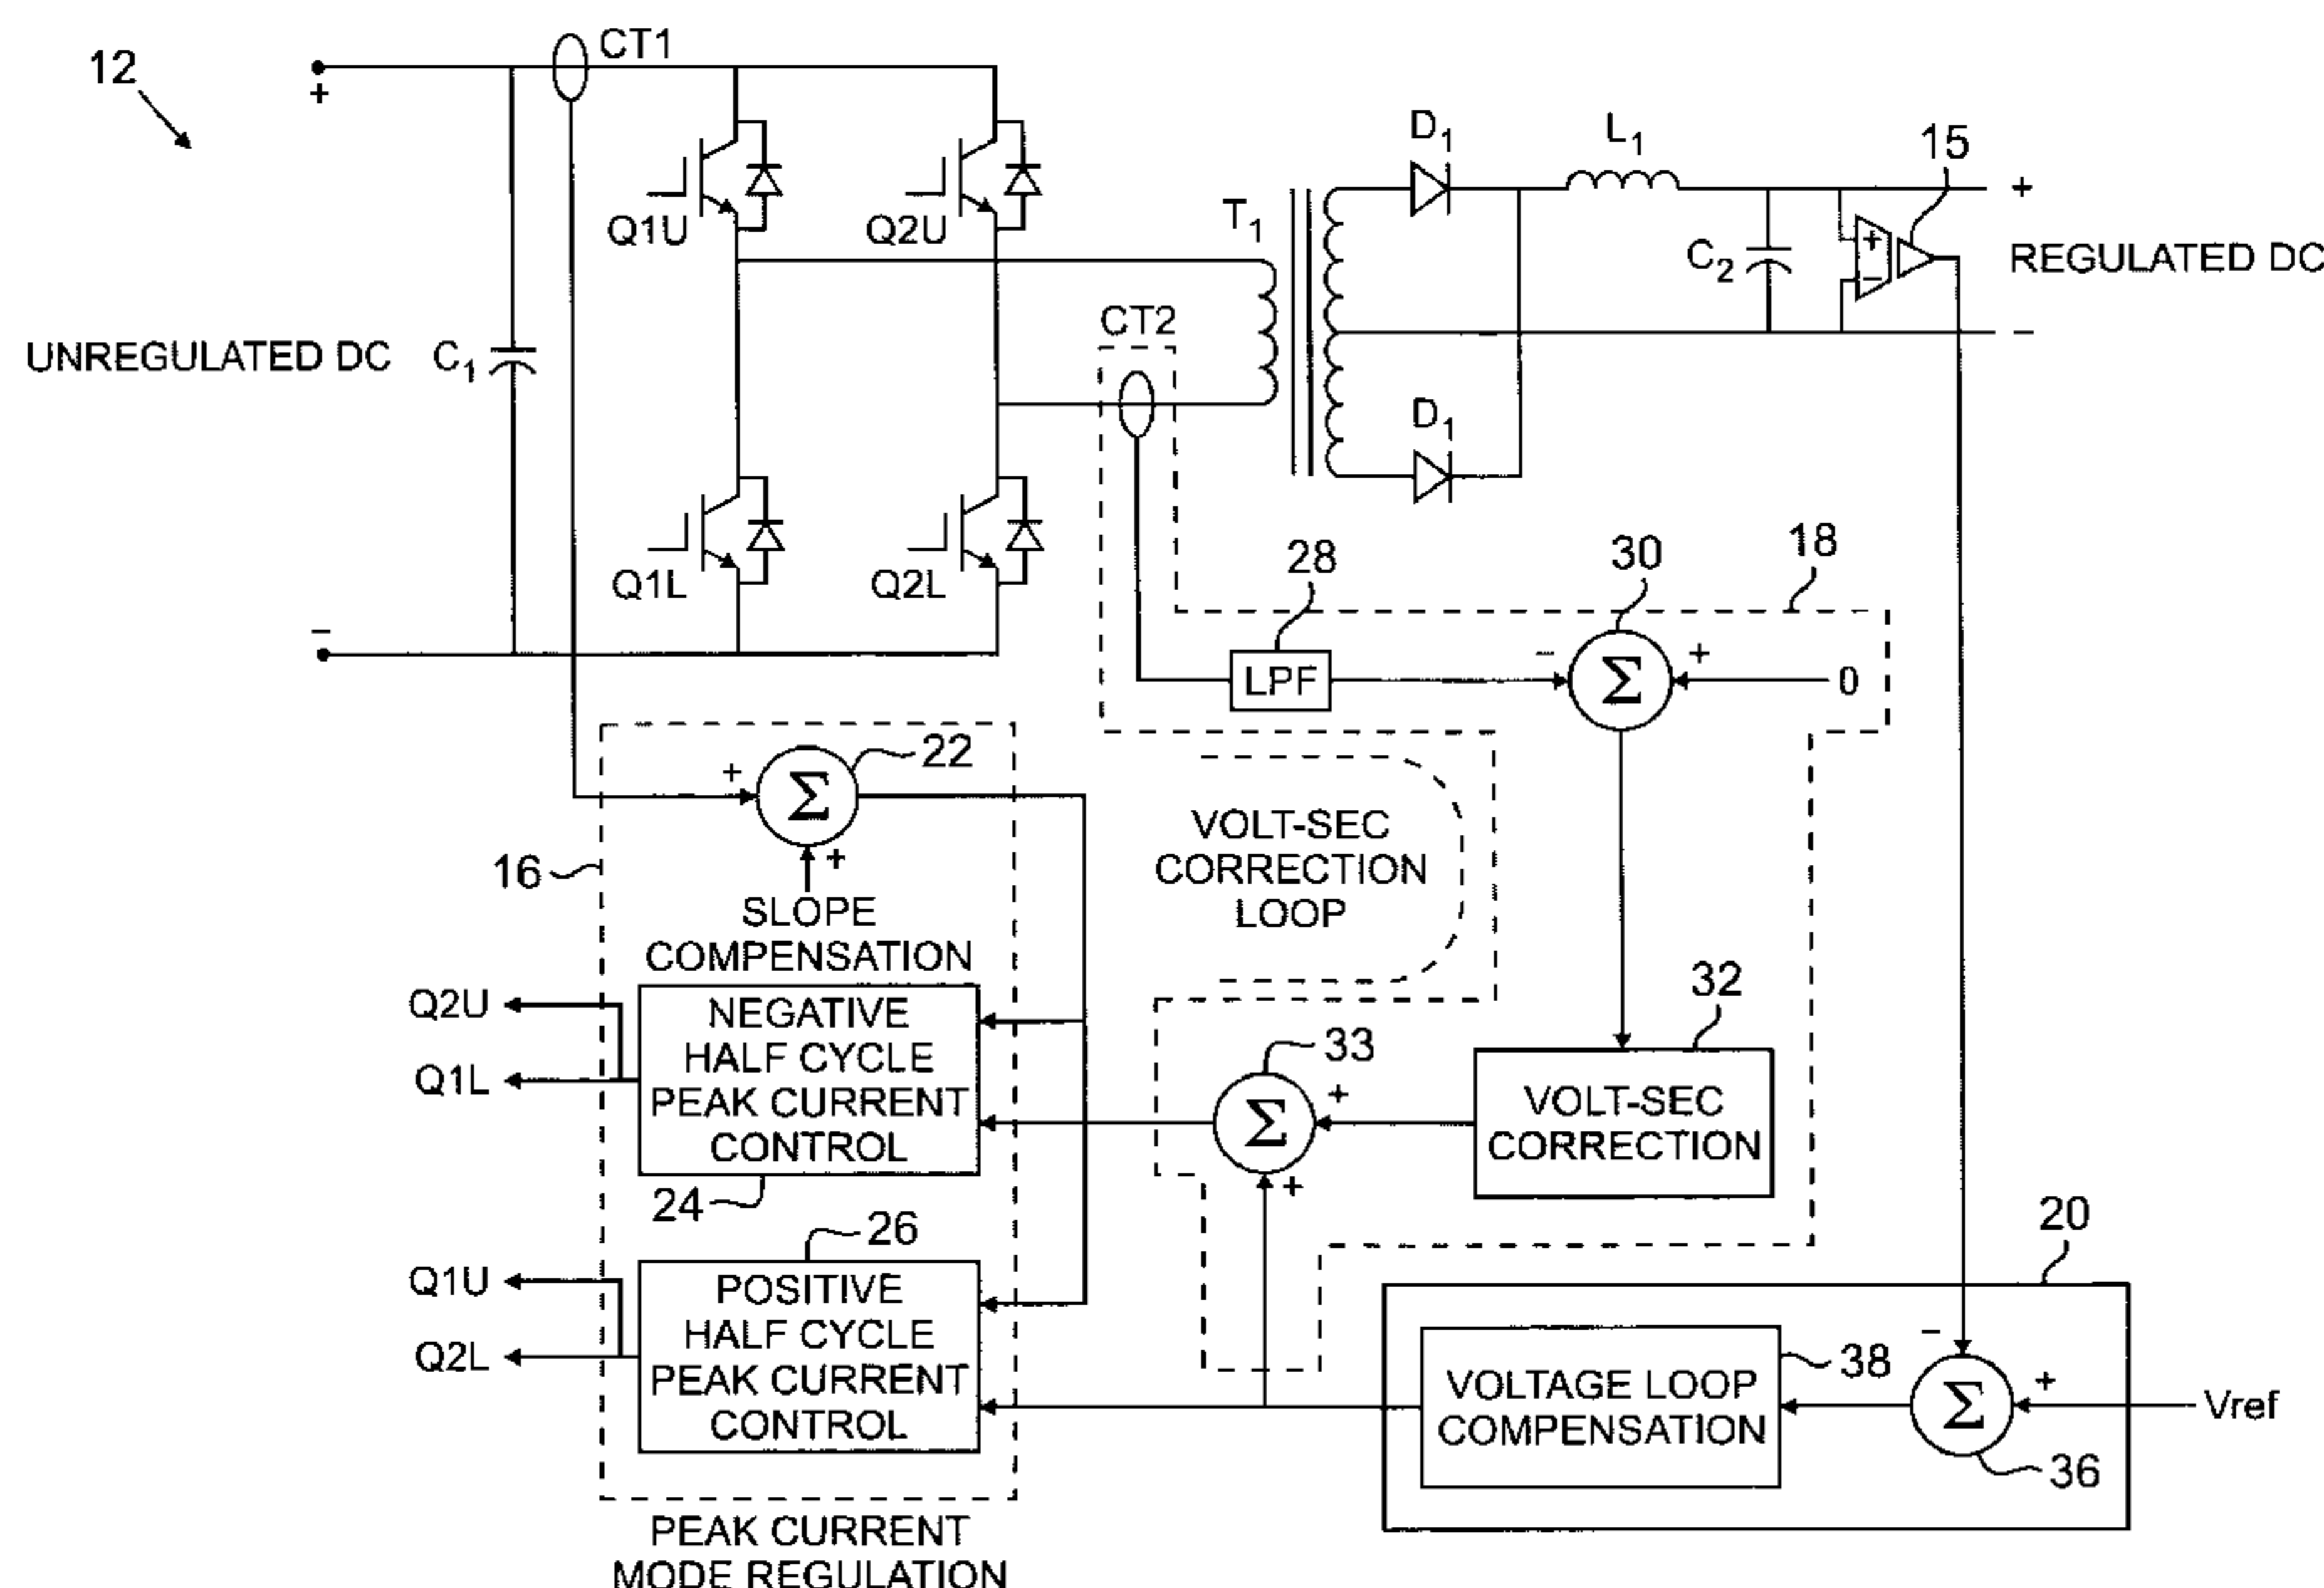 12
CT1
+
D1
L1
15
Q1U
Q2U
T1
+
+
−
C2
REGULATED DC
−
UNREGULATED DC
C1
CT2
D1
Q1L
Q2L
28
30
18
−
LPF
−
Σ
+
0
+
Σ
22
16
+
SLOPE
COMPENSATION
VOLT-SEC
CORRECTION
LOOP
Q2U
Q1L
NEGATIVE
HALF CYCLE
PEAK CURRENT
CONTROL
24
33
Σ
+
+
32
VOLT-SEC
CORRECTION
20
26
Q1U
Q2L
POSITIVE
HALF CYCLE
PEAK CURRENT
CONTROL
VOLTAGE LOOP
COMPENSATION
38
−
Σ
+
Vref
36
PEAK CURRENT
MODE REGULATION